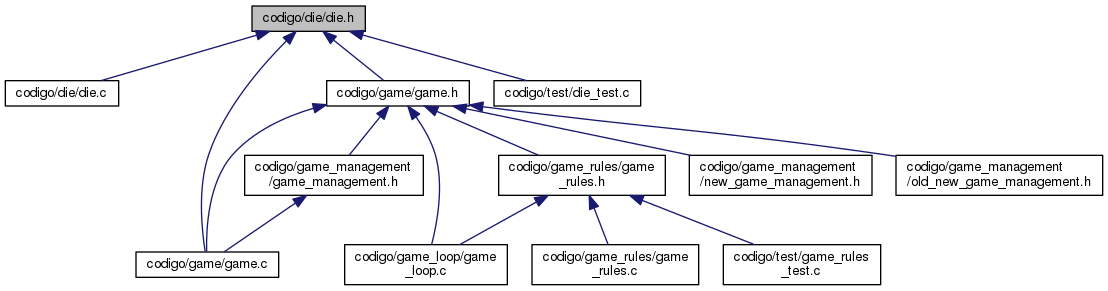 codigo/die/die.h
codigo/die/die.c
codigo/game/game.h
codigo/test/die_test.c
codigo/game_management
/game_management.h
codigo/game_rules/game
_rules.h
codigo/game_management
/new_game_management.h
codigo/game_management
/old_new_game_management.h
codigo/game/game.c
codigo/game_loop/game
_loop.c
codigo/game_rules/game
_rules.c
codigo/test/game_rules
_test.c